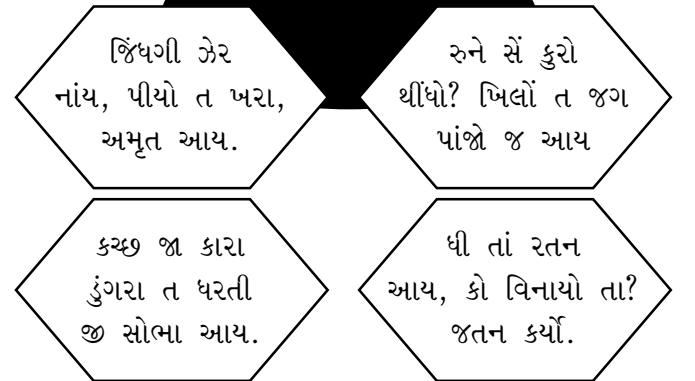 જિંધગી ઝેર
નાંય, પીયો ત ખરા,
અમૃત આય.
રુને સેં કુરો
થીંધો? ખિલોં ત જગ
પાંજો જ આય
કચ્છ જા કારા
ડુંગરા ત ધરતી
જી સોભા આય.
ધી તાં રતન
આય, કો વિનાયો તા?
જતન કર્યો.